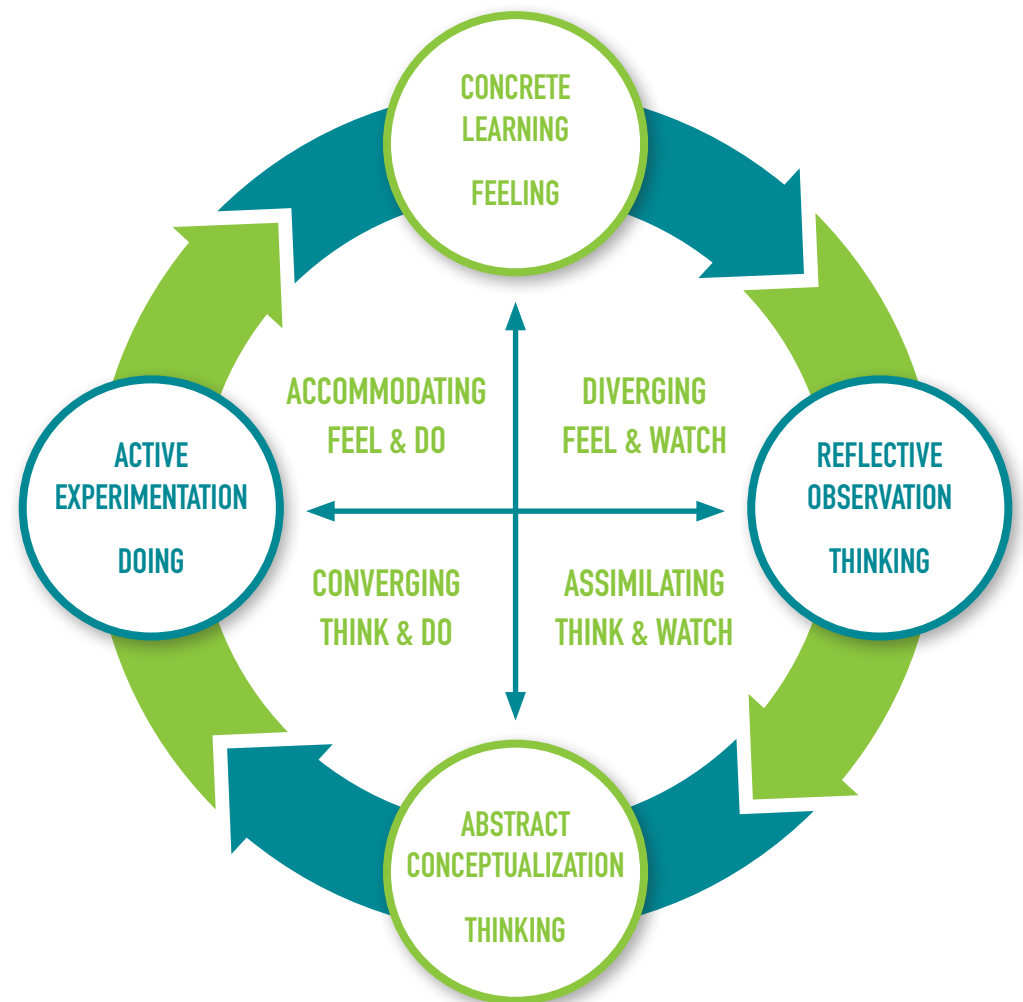 CONCRETE
LEARNING
FEELING
ACCOMMODATING
FEEL & DO
DIVERGING
FEEL & WATCH
ACTIVE
EXPERIMENTATION
DOING
REFLECTIVE
OBSERVATION
THINKING
CONVERGING
THINK & DO
ASSIMILATING
THINK & WATCH
ABSTRACT
CONCEPTUALIZATION
THINKING